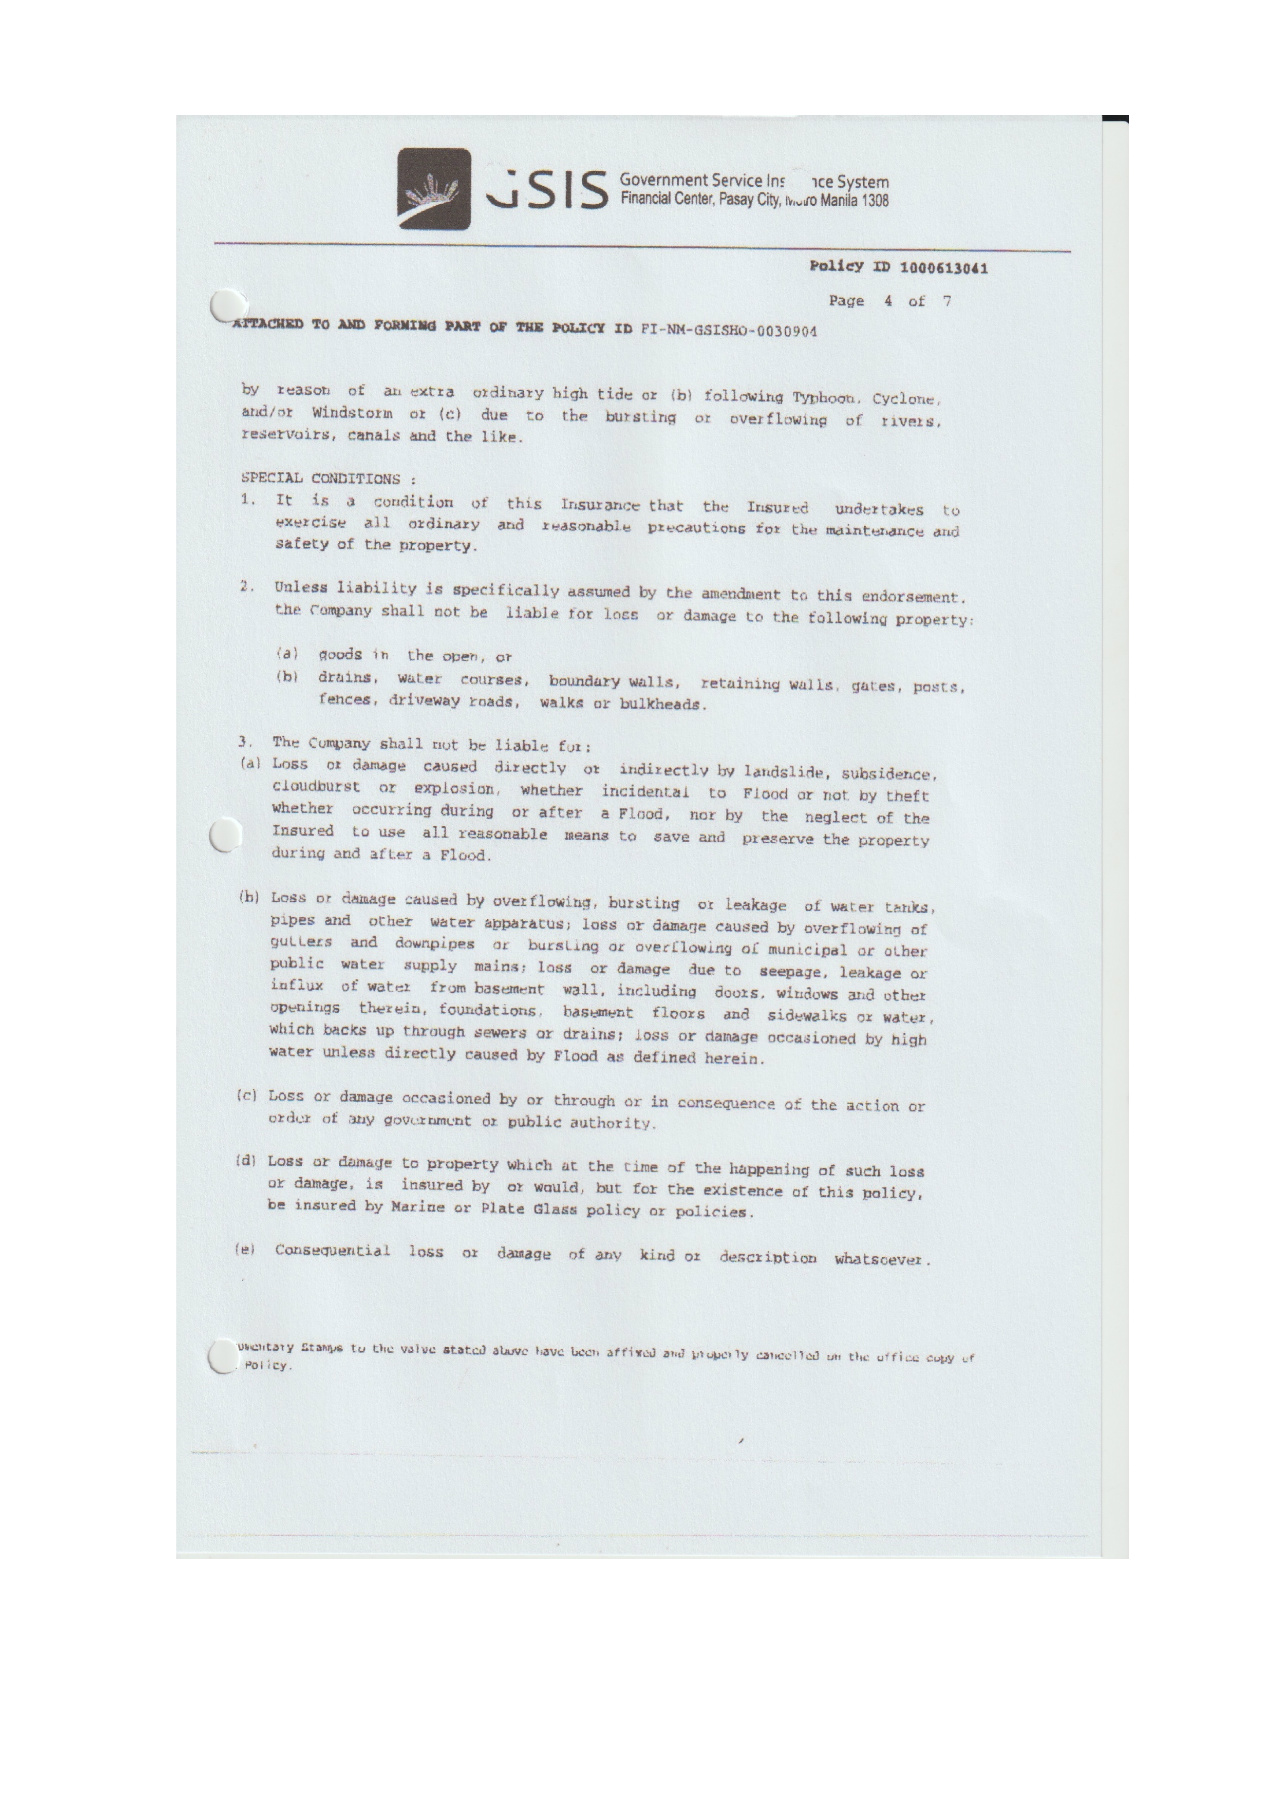 GSIS Government Service Ins nce System
Financial Center, Pasay City, Metro Manila 1308
Policy ID 1000613041
Page 4 of 7
ATTACHED TO AND FORMING PART OF THE POLICY ID FI-NM-GSISHO-0030904
by reason of an extra ordinary high tide or (b) following Typhoon, Cyclone,
and/or Windstorm or (c) due to the bursting or overflowing of rivers,
reservoirs, canals and the like.
SPECIAL CONDITIONS :
1. It is a condition of this Insurance that the Insured undertakes to
exercise all ordinary and reasonable precautions for the maintenance and
safety of the property.
2. Unless liability is specifically assumed by the amendment to this endorsement.
the Company shall not be liable for loss or damage to the following property:
(a) goods in the open, or
(b) drains, water courses, boundary walls, retaining walls, gates, posts,
fences, driveway roads, walks or bulkheads.
3. The Company shall not be liable for:
(a) Loss or damage caused directly or indirectly by landslide, subsidence,
cloudburst or explosion, whether incidental to Flood or not by theft
whether occurring during or after a Flood, nor by the neglect of the
Insured to use all reasonable means to save and preserve the property
during and after a Flood.
(b) Loss or damage caused by overflowing, bursting or leakage of water tanks,
pipes and other water apparatus; loss or damage caused by overflowing of
gutters and downpipes or bursting or overflowing of municipal or other
public water supply mains; loss or damage due to seepage, leakage or
influx of water from basement wall, including doors, windows and other
openings therein, foundations, basement floors and sidewalks or water,
which backs up through sewers or drains; loss or damage occasioned by high
water unless directly caused by Flood as defined herein.
(c) Loss or damage occasioned by or through or in consequence of the action or
order of any government or public authority.
(d) Loss or damage to property which at the time of the happening of such loss
or damage, is insured by or would, but for the existence of this policy,
be insured by Marine or Plate Glass policy or policies.
(e) Consequential loss or damage of any kind or description whatsoever.
umentary Stamps to the value stated above have been affixed and properly cancelled on the office copy of
Policy.